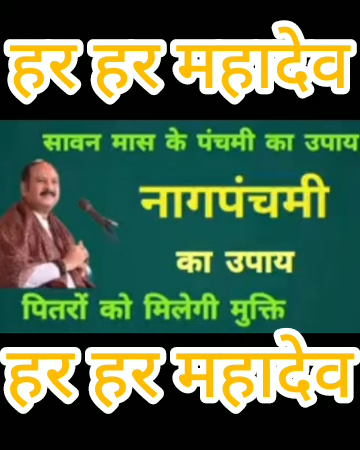 हर हर महादेव
सावन मास के पंचमी का उपाय
नागपंचमी
का उपाय
पितरों को मिलेगी मुक्ति
हर हर महादेव